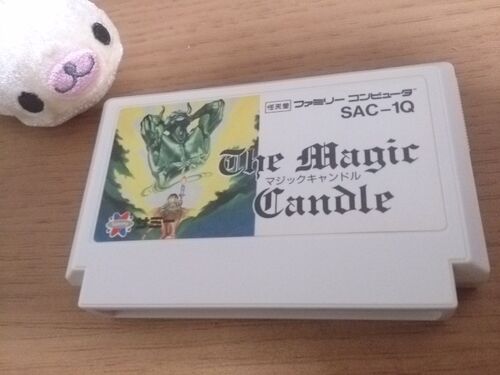 任天堂 ファミリー コンピュータ
SAC-1Q
The Magic
マジックキャンドル
Candle